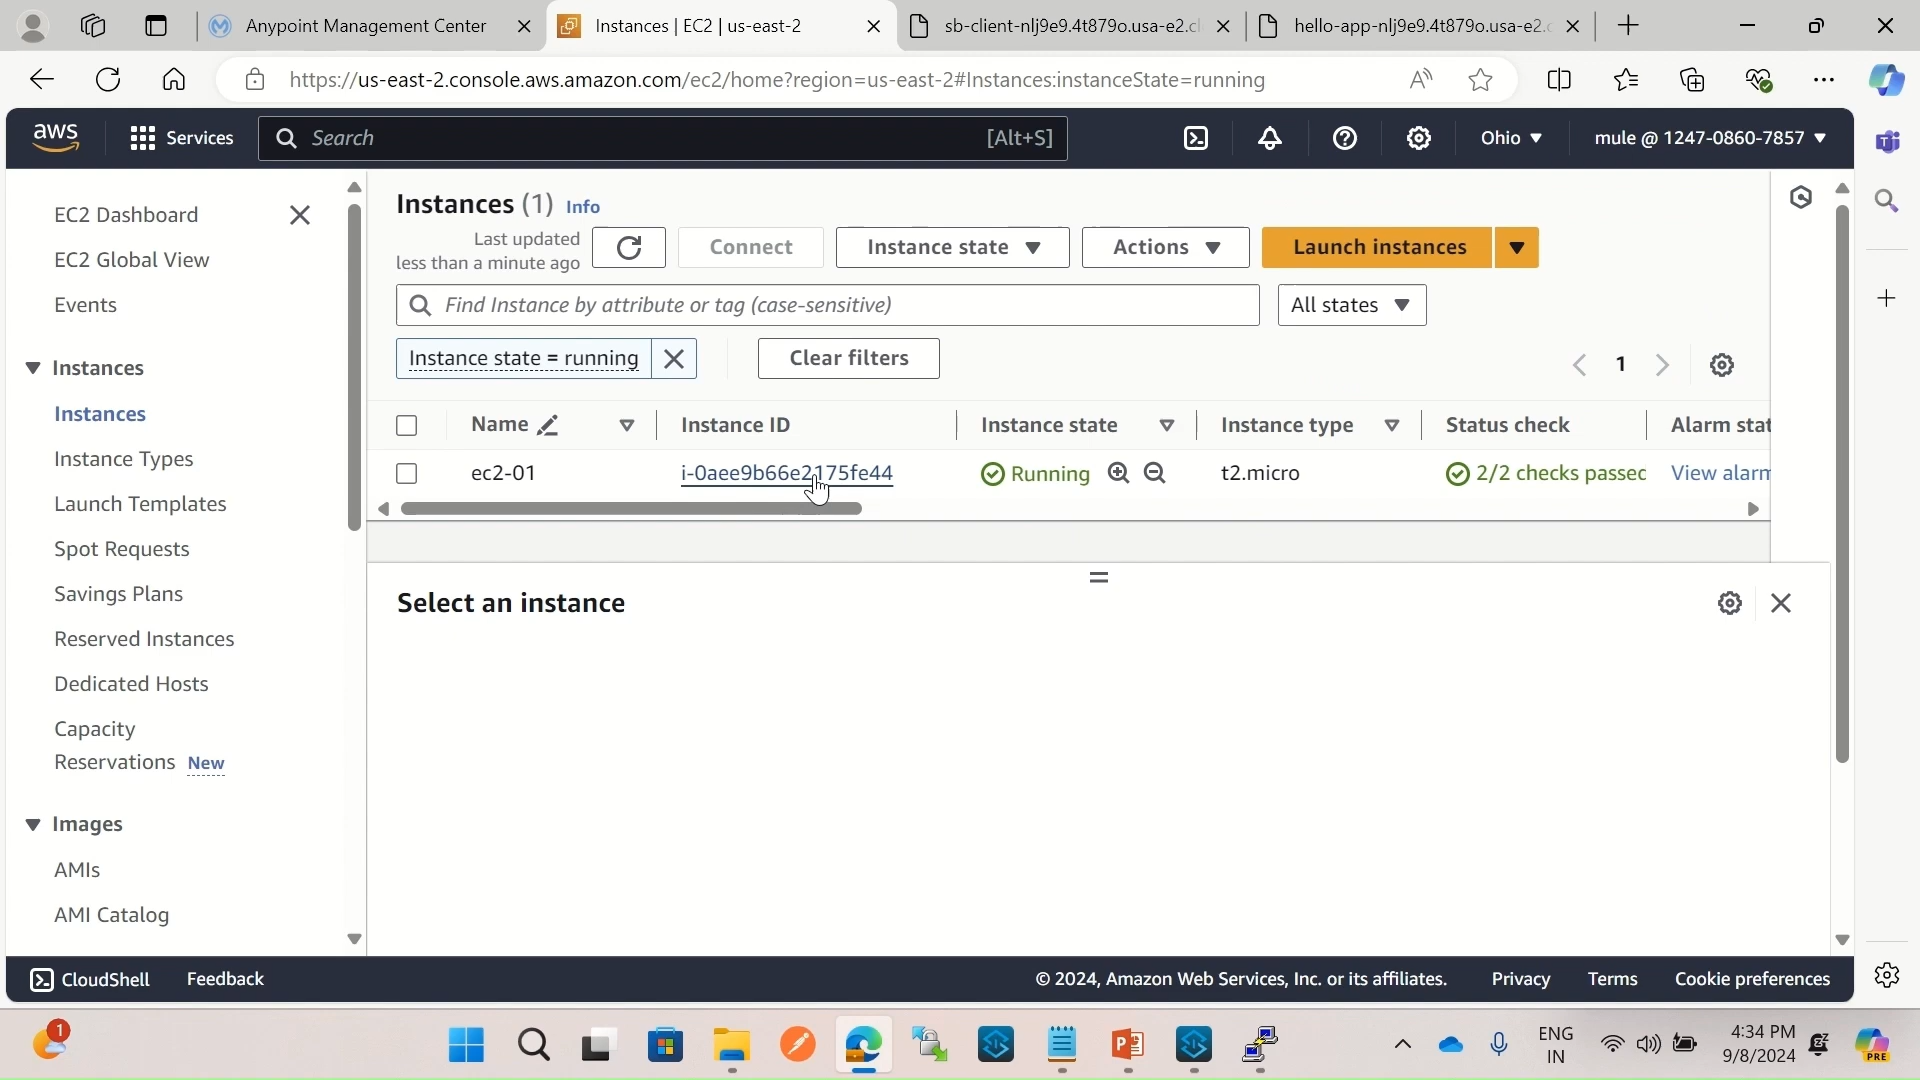 Anypoint Management Center
Instances | EC2 | us-east-2
sb-client-nlj9e9.4t879o.usa-e2.cl
hello-app-nlj9e9.4t879o.usa-e2.c
https://us-east-2.console.aws.amazon.com/ec2/home?region=us-east-2#Instances:instanceState=running
aws
Services
Search
[Alt+S]
Ohio
mule @ 1247-0860-7857
EC2 Dashboard
EC2 Global View
Events
Instances
Instances
Instance Types
Launch Templates
Spot Requests
Savings Plans
Reserved Instances
Dedicated Hosts
Capacity
Reservations New
Images
AMIs
AMI Catalog
Instances (1) Info
Last updated
less than a minute ago
Connect
Instance state
Actions
Launch instances
Find Instance by attribute or tag (case-sensitive)
All states
Instance state = running
Clear filters
1
Name Instance ID Instance state Instance type Status check Alarm stat
ec2-01 i-0aee9b66e2175fe44 Running t2.micro 2/2 checks passed View alarm
Select an instance
CloudShell
Feedback
© 2024, Amazon Web Services, Inc. or its affiliates.
Privacy
Terms
Cookie preferences
1
ENG
IN
4:34 PM
9/8/2024
PRE